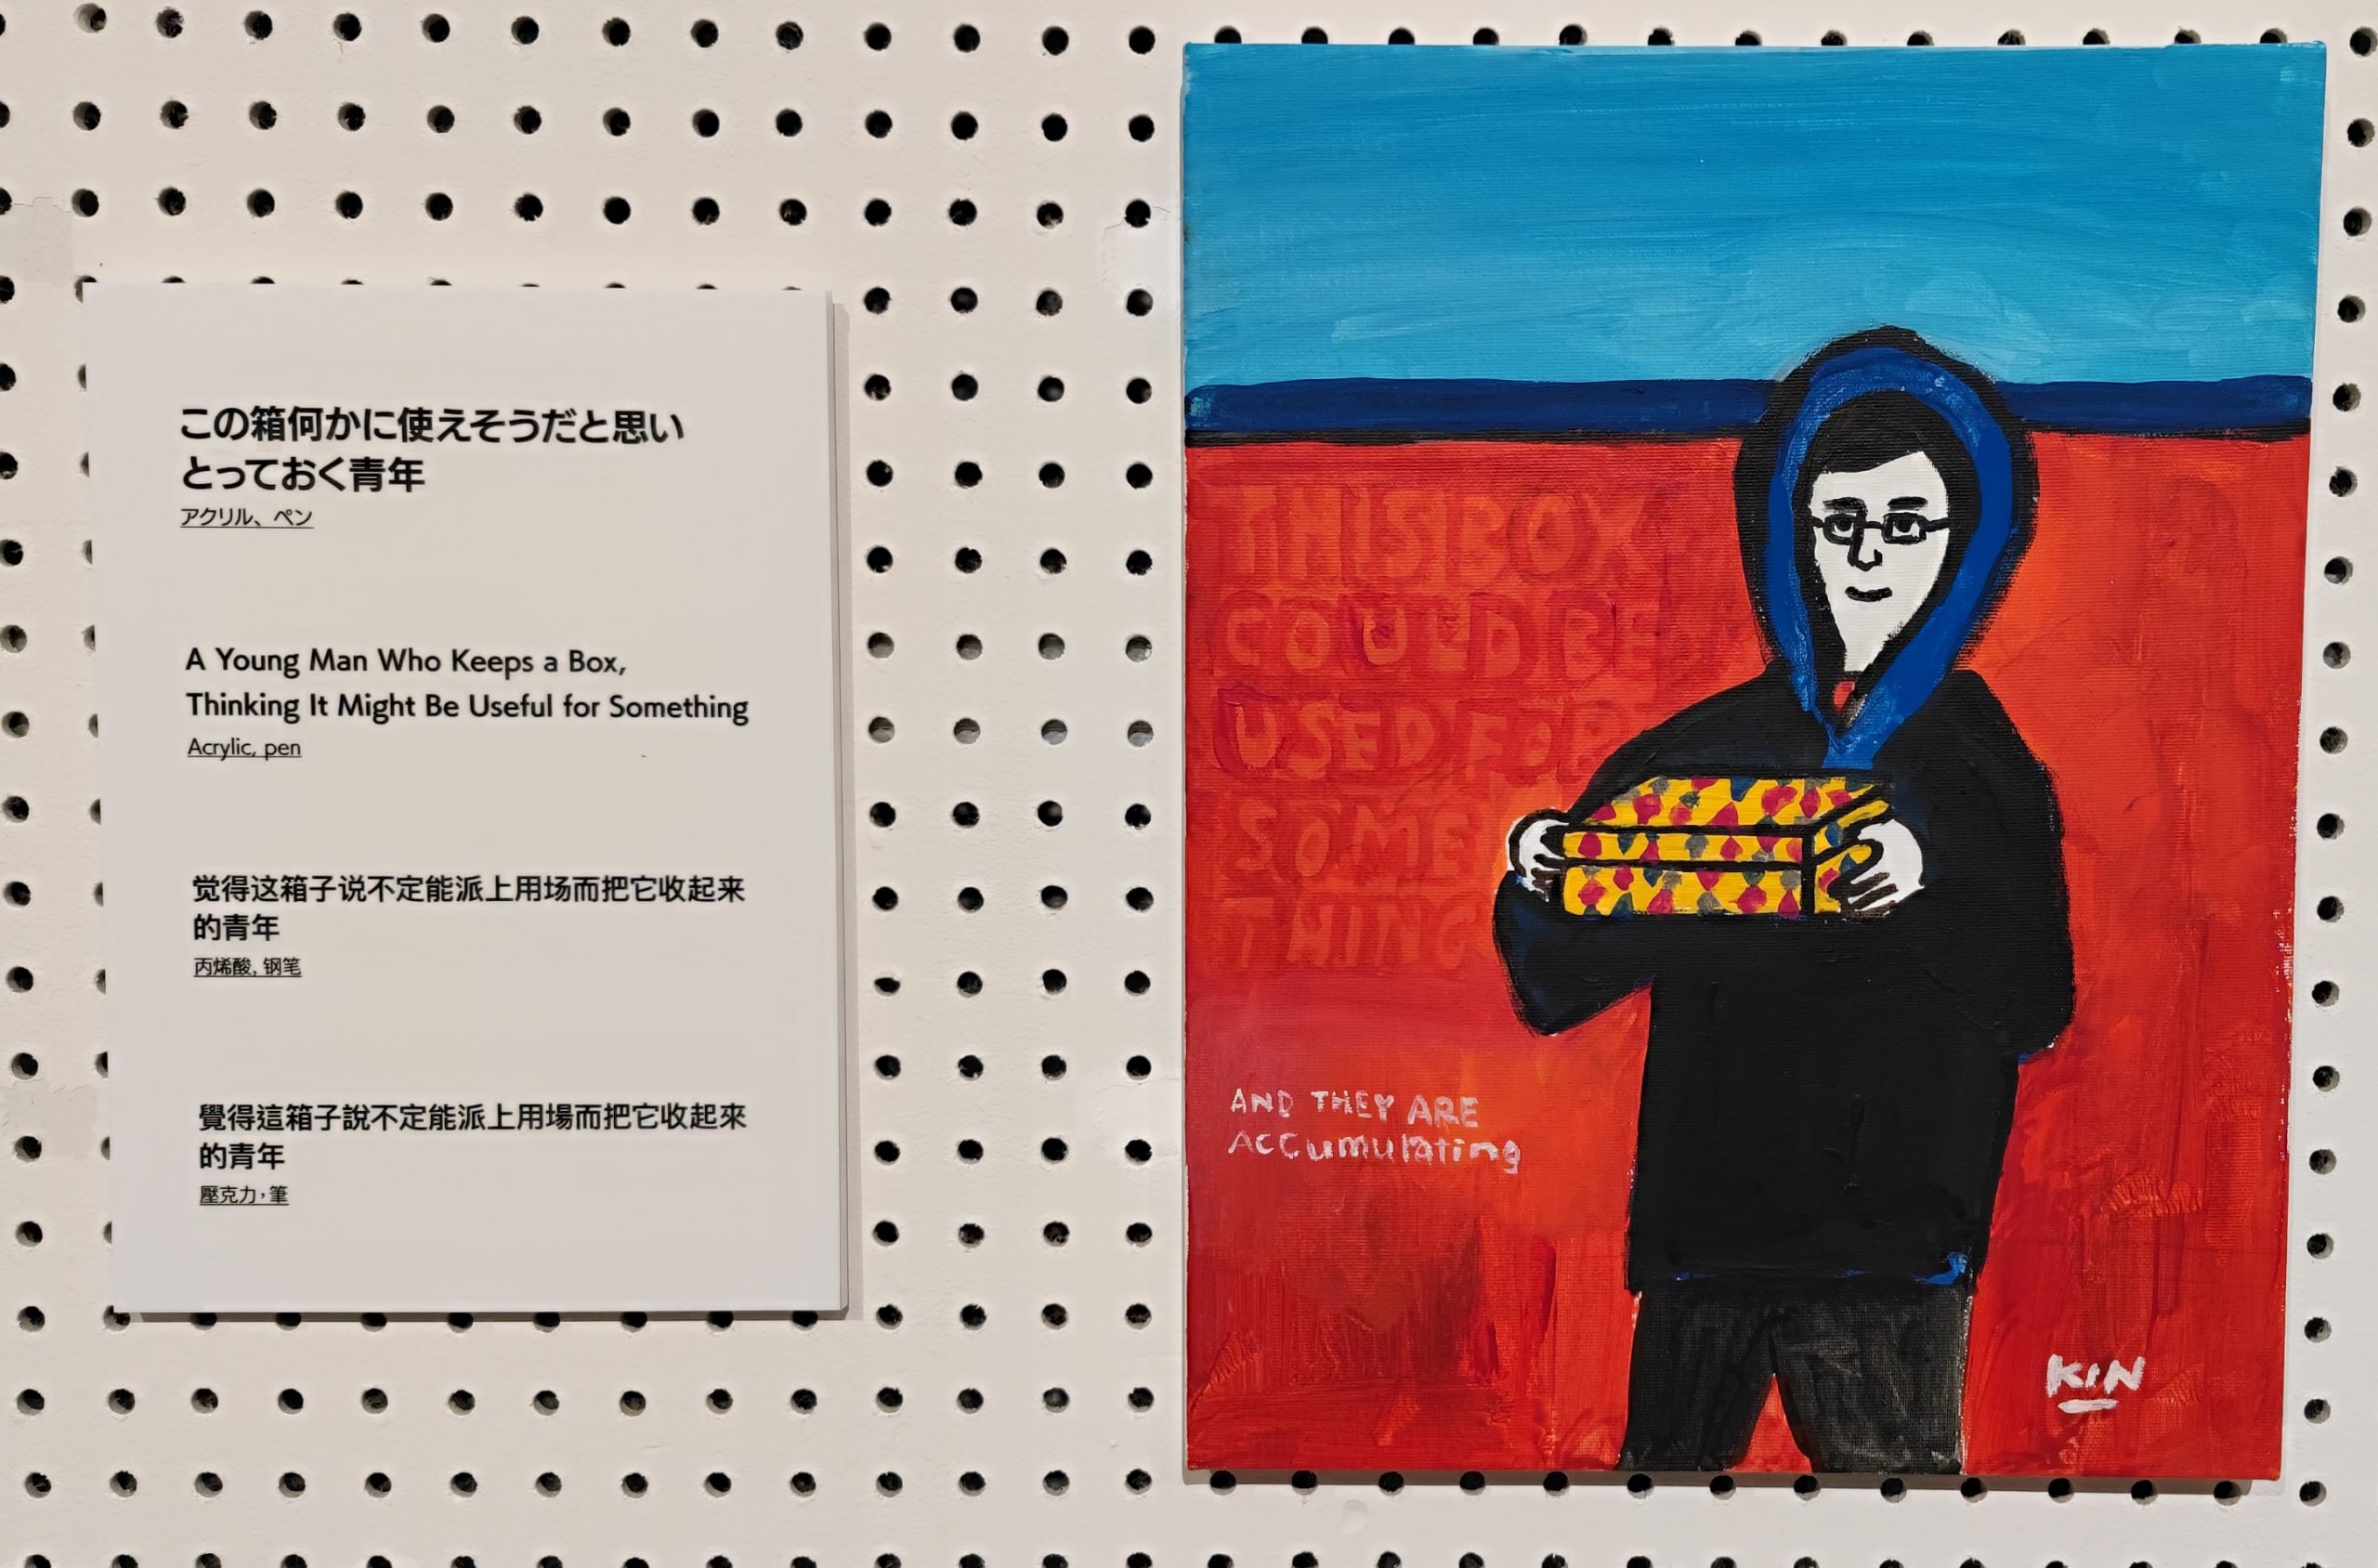 この箱何かに使えそうだと思い
とっておく青年
アクリル、ペン
A Young Man Who Keeps a Box,
Thinking It Might Be Useful for Something
Acrylic, pen
觉得这箱子说不定能派上用场而把它收起来
的青年
丙烯酸, 钢笔
覺得這箱子說不定能派上用場而把它收起來
的青年
壓克力，筆
THIS BOX
COULD BE
USED FOR
SOME
THING
AND THEY ARE
ACCumulating
KIN